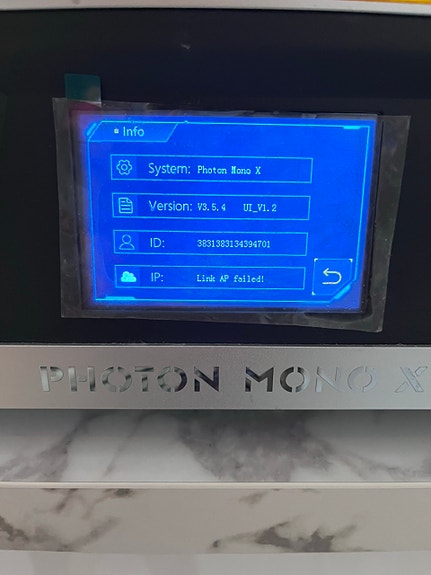 Info
System: Photon Mono X
Version: V3.5.4 UI_V1.2
ID: 3831383134394701
IP: Link AP failed!
PHOTON MONO X